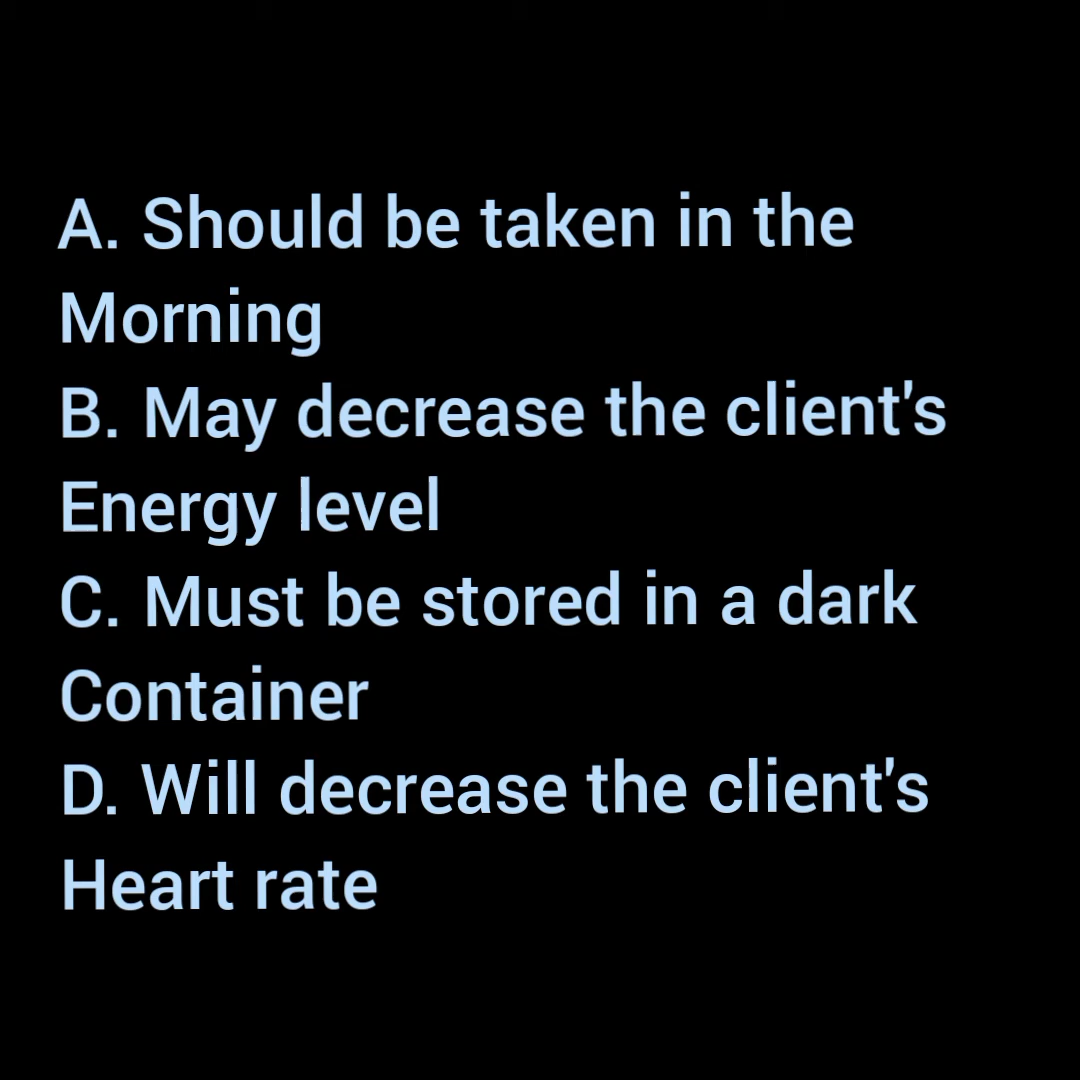 A. Should be taken in the
Morning
B. May decrease the client's
Energy level
C. Must be stored in a dark
Container
D. Will decrease the client's
Heart rate